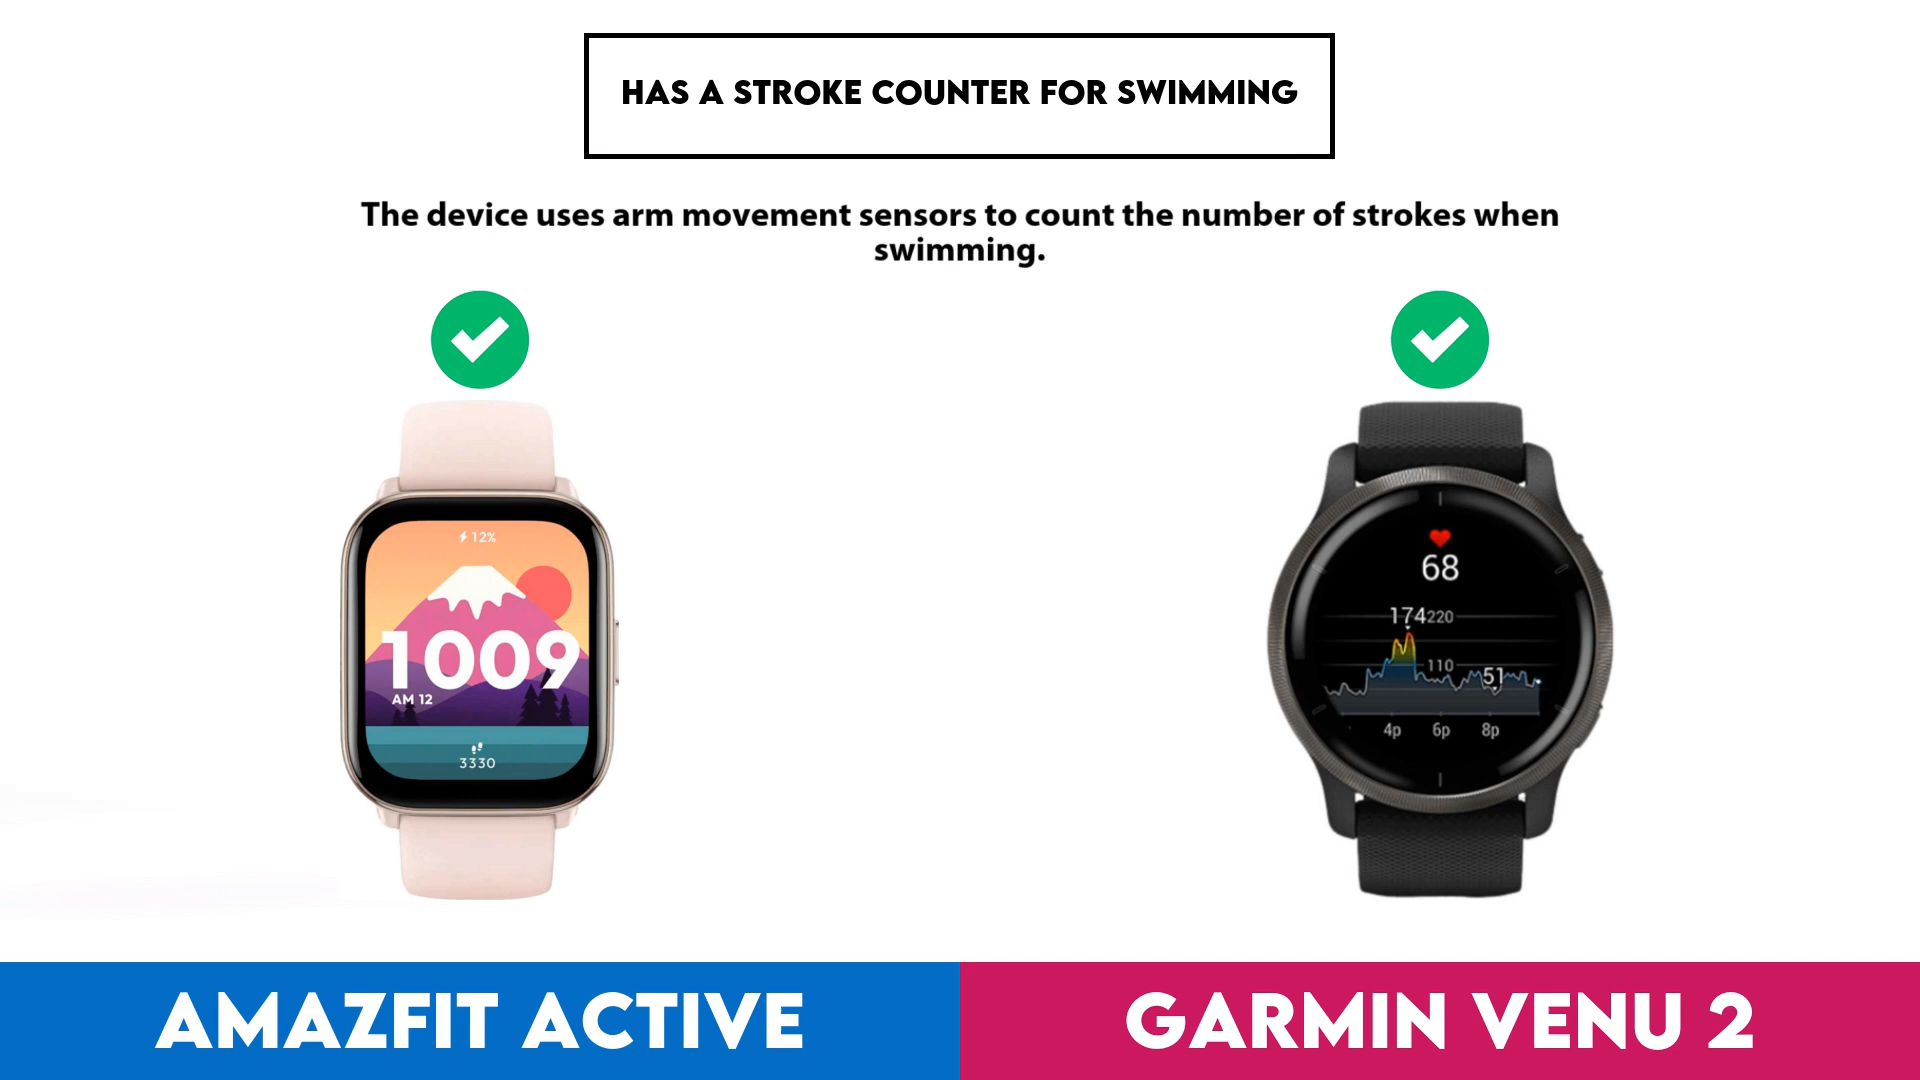 HAS A STROKE COUNTER FOR SWIMMING
The device uses arm movement sensors to count the number of strokes when
swimming.
12%
1009
AM 12
3330
68
174 220
110
51
4p 6p 8p
AMAZFIT ACTIVE
GARMIN VENU 2